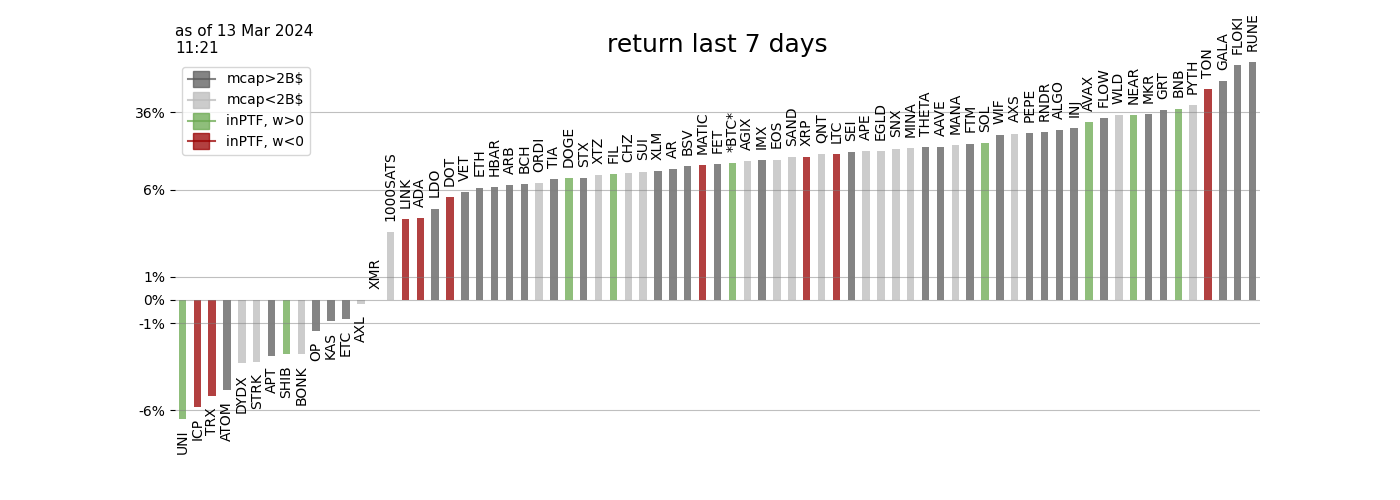 as of 13 Mar 2024
11:21
return last 7 days
mcap>2B$
mcap<2B$
inPTF, w>0
inPTF, w<0
36%
6%
1%
0%
-1%
-6%
UNI
ICP
TRX
ATOM
DYDX
STRK
APT
SHIB
BONK
OP
KAS
ETC
AXL
XMR
1000SATS
LINK
ADA
LDO
DOT
VET
ETH
HBAR
ARB
BCH
ORDI
TIA
DOGE
STX
XTZ
FIL
CHZ
SUI
XLM
AR
BSV
MATIC
FET
*BTC*
AGIX
IMX
EOS
SAND
XRP
QNT
LTC
SEI
APE
EGLD
SNX
MINA
THETA
AAVE
MANA
FTM
SOL
WIF
AXS
PEPE
RNDR
ALGO
INJ
AVAX
FLOW
WLD
NEAR
MKR
GRT
BNB
PYTH
TON
GALA
FLOKI
RUNE